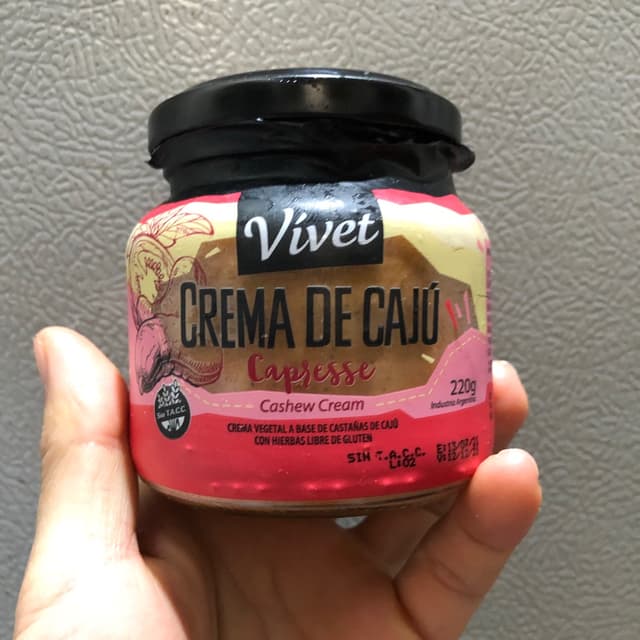 Vívet
CREMA DE CAJÚ
Capresse
Cashew Cream
220g
Industria Argentina
SIN T.A.C.C.
CREMA VEGETAL A BASE DE CASTAÑAS DE CAJÚ
CON HIERBAS LIBRE DE GLUTEN
SIN T.A.C.C.
L:02